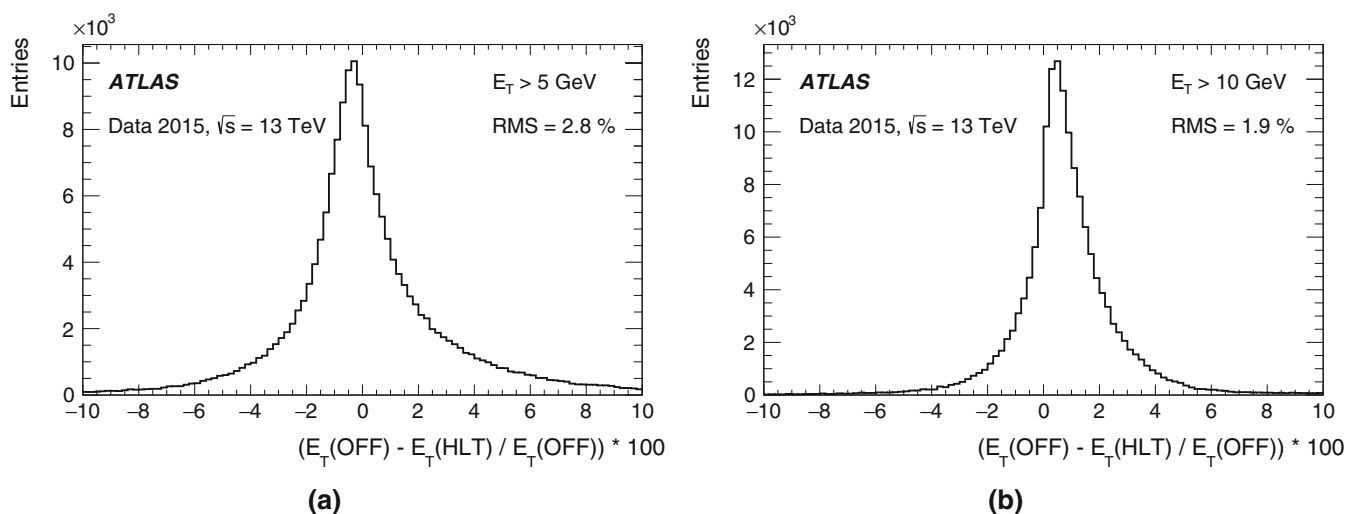 ×10³
Entries
10
8
6
4
2
0
ATLAS
E_T > 5 GeV
Data 2015, √s = 13 TeV
RMS = 2.8 %
−10 −8 −6 −4 −2 0 2 4 6 8 10
(E_T(OFF) - E_T(HLT) / E_T(OFF)) * 100
(a)
×10³
Entries
12
10
8
6
4
2
0
ATLAS
E_T > 10 GeV
Data 2015, √s = 13 TeV
RMS = 1.9 %
−10 −8 −6 −4 −2 0 2 4 6 8 10
(E_T(OFF) - E_T(HLT) / E_T(OFF)) * 100
(b)